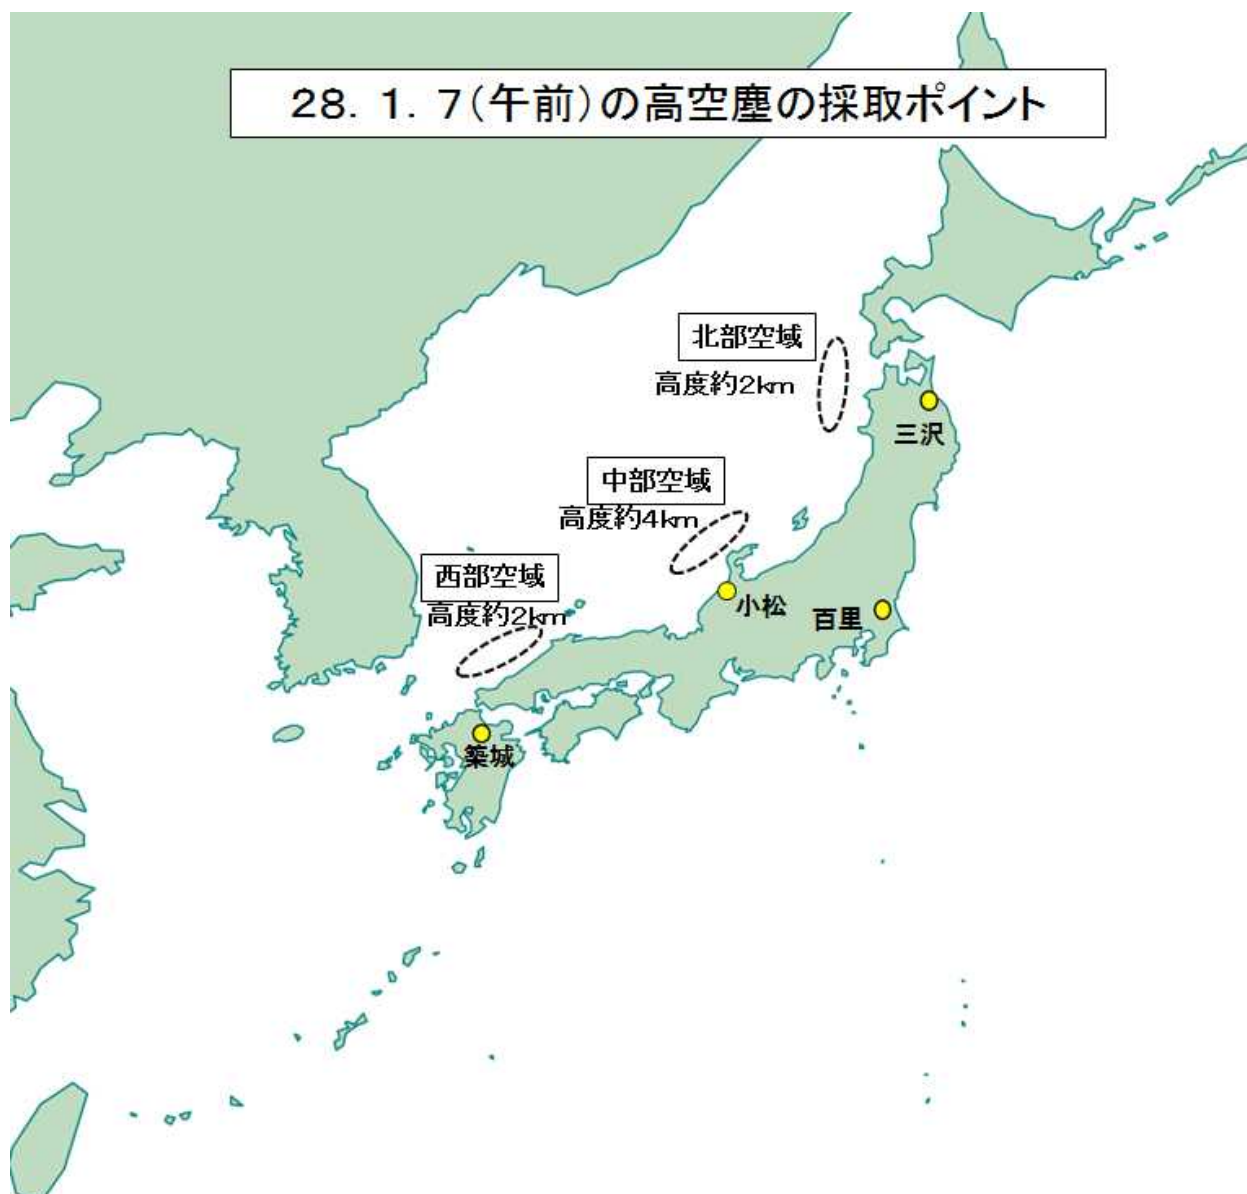 ２８．１．７（午前）の高空塵の採取ポイント
北部空域
高度約2km
三沢
中部空域
高度約4km
西部空域
高度約2km
小松
百里
築城